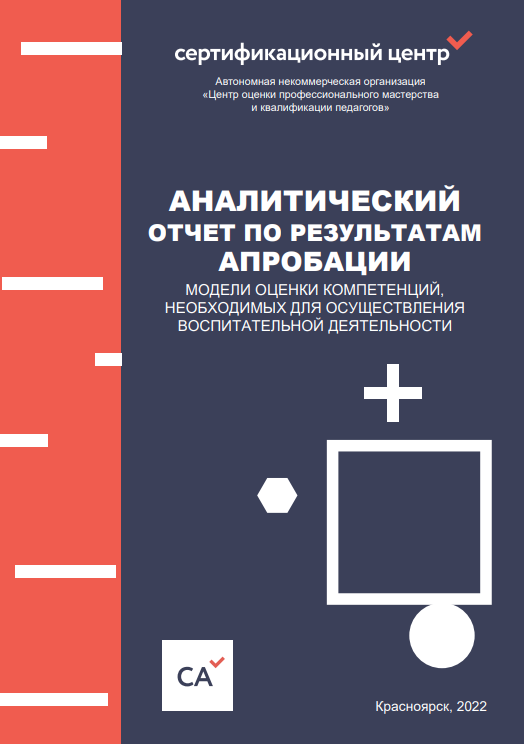 сертификационный центр
Автономная некоммерческая организация
«Центр оценки профессионального мастерства
и квалификации педагогов»
АНАЛИТИЧЕСКИЙ
ОТЧЕТ ПО РЕЗУЛЬТАТАМ
АПРОБАЦИИ
МОДЕЛИ ОЦЕНКИ КОМПЕТЕНЦИЙ,
НЕОБХОДИМЫХ ДЛЯ ОСУЩЕСТВЛЕНИЯ
ВОСПИТАТЕЛЬНОЙ ДЕЯТЕЛЬНОСТИ
CA
Красноярск, 2022